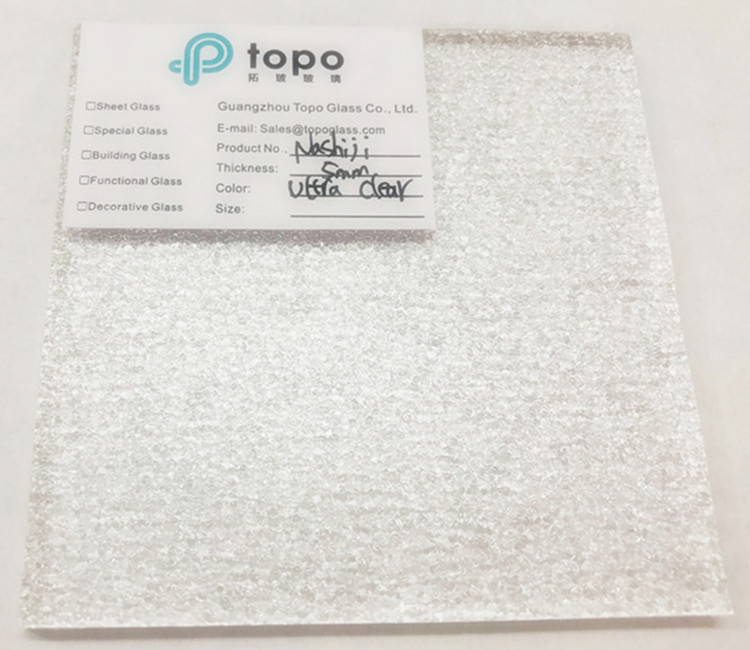 topo
拓玻玻璃
☐Sheet Glass
☐Special Glass
☐Building Glass
☐Functional Glass
☐Decorative Glass
Guangzhou Topo Glass Co., Ltd.
E-mail: Sales@topoglass.com
Product No., Nashiji
Thickness: 5mm
Color: Ultra clear
Size: